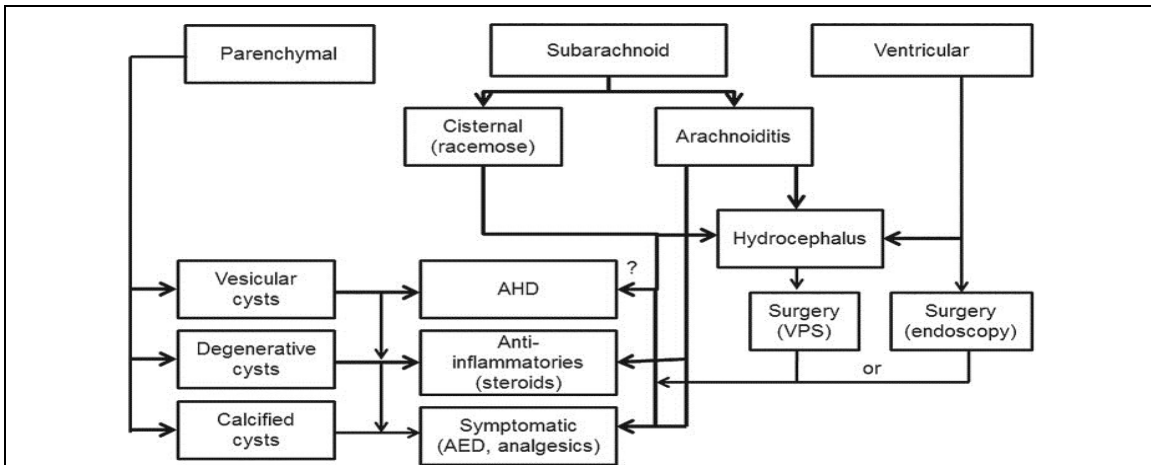 Parenchymal
Subarachnoid
Ventricular
Cisternal
(racemose)
Arachnoiditis
Hydrocephalus
Vesicular
cysts
AHD
?
Surgery
(VPS)
Surgery
(endoscopy)
Degenerative
cysts
Anti-
inflammatories
(steroids)
or
Calcified
cysts
Symptomatic
(AED, analgesics)